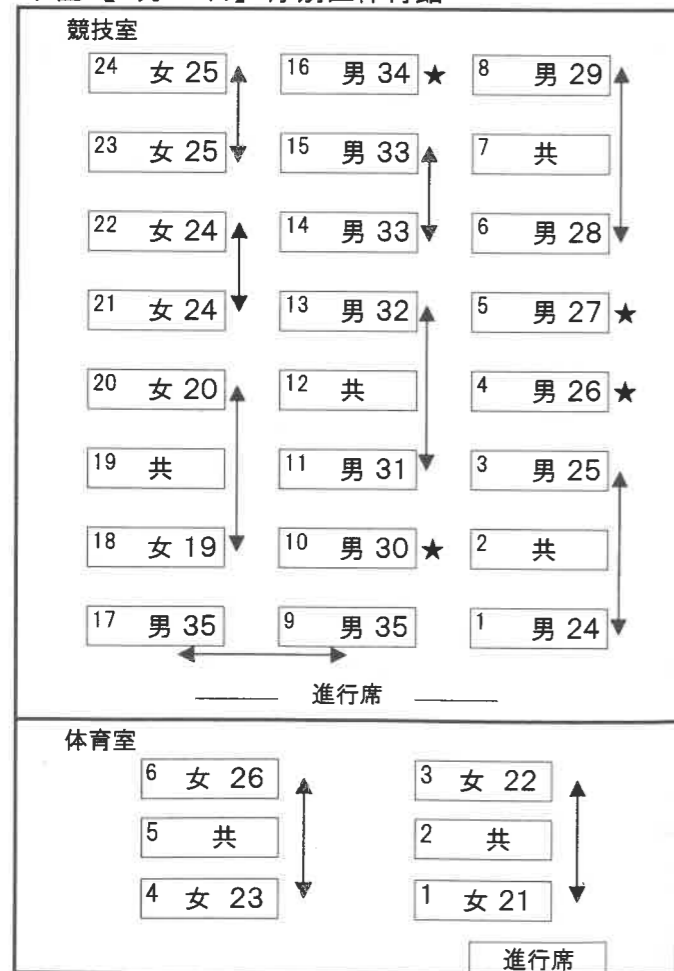 競技室
24 女 25 16 男 34 ★ 8 男 29
23 女 25 15 男 33 7 共
22 女 24 14 男 33 6 男 28
21 女 24 13 男 32 5 男 27 ★
20 女 20 12 共 4 男 26 ★
19 共 11 男 31 3 男 25
18 女 19 10 男 30 ★ 2 共
17 男 35 9 男 35 1 男 24
進行席
体育室
6 女 26 3 女 22
5 共 2 共
4 女 23 1 女 21
進行席